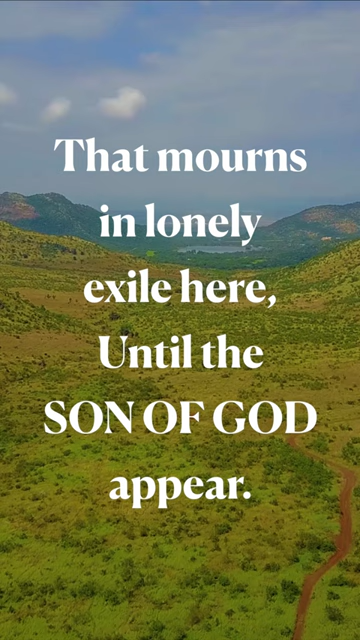 That mourns
in lonely
exile here,
Until the
SON OF GOD
appear.